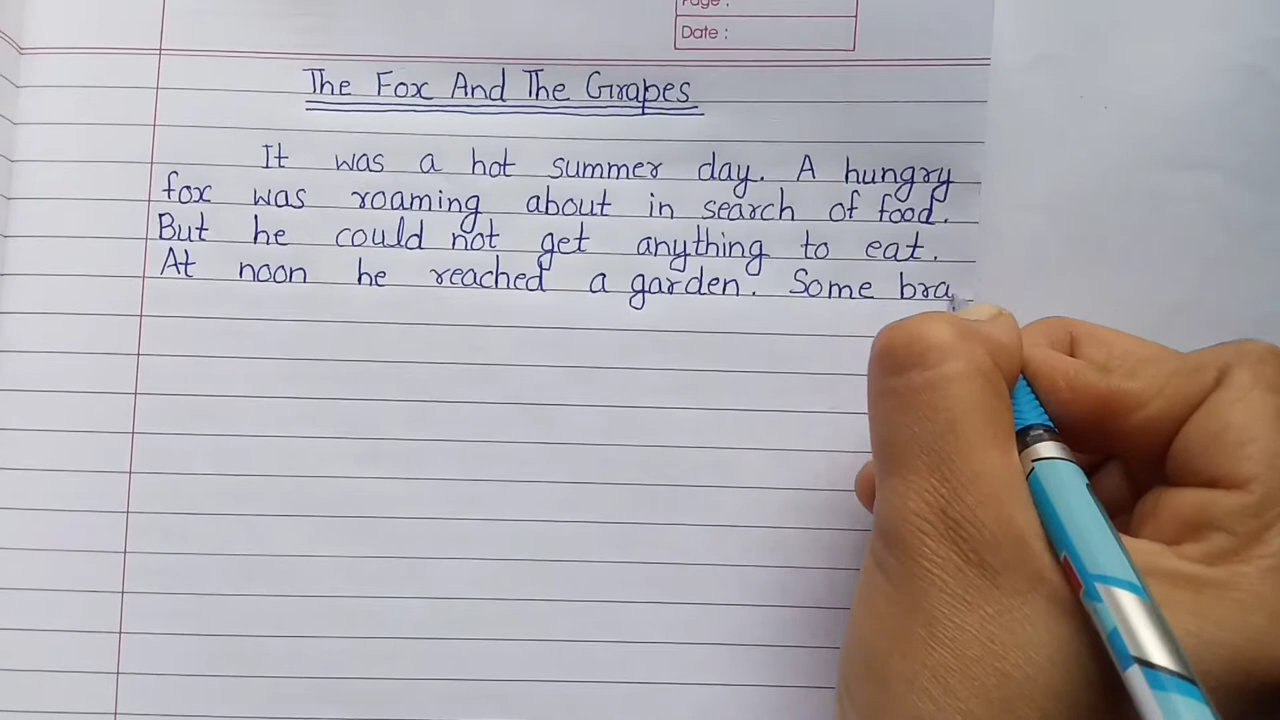 Page :
Date :
The Fox And The Grapes
It was a hot summer day. A hungry
fox was roaming about in search of food.
But he could not get anything to eat.
At noon he reached a garden. Some bra